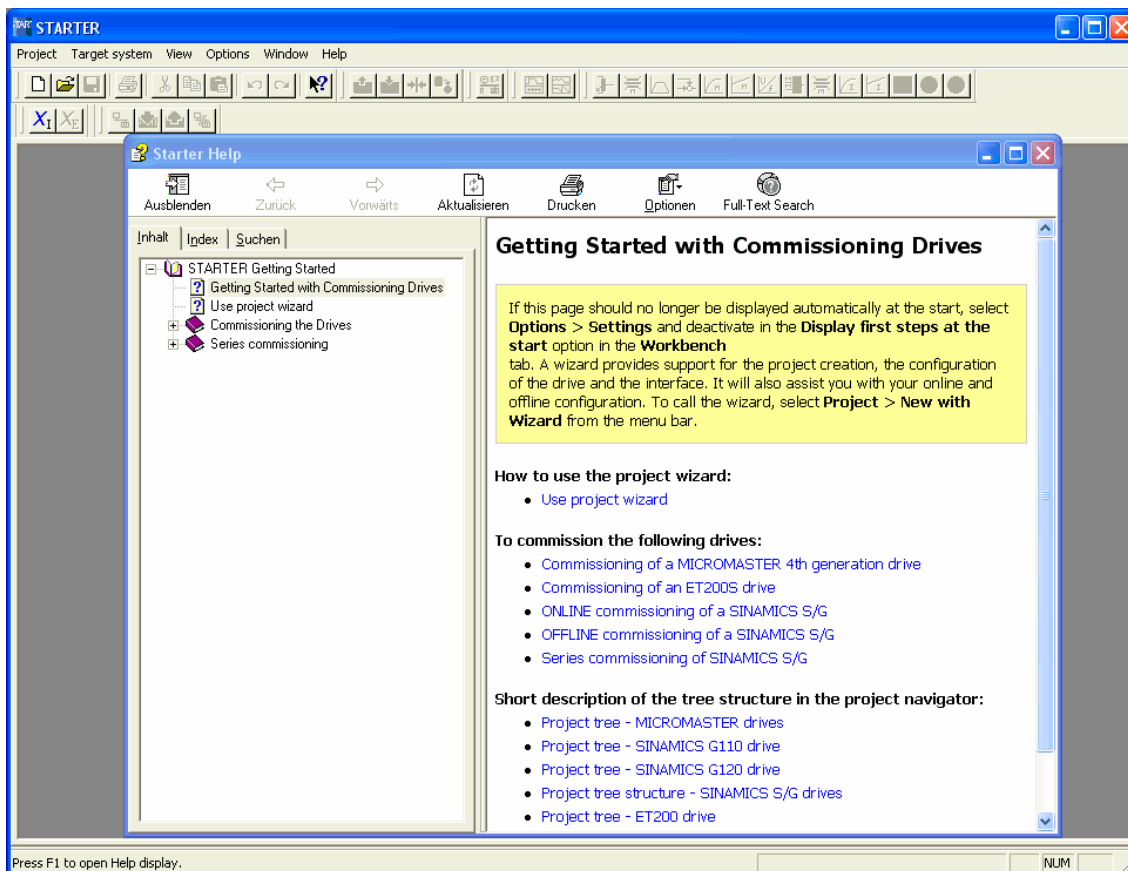 STARTER
Project Target system View Options Window Help
Starter Help
Ausblenden Zurück Vorwärts Aktualisieren Drucken Optionen Full-Text Search
Inhalt Index Suchen
STARTER Getting Started
Getting Started with Commissioning Drives
Use project wizard
Commissioning the Drives
Series commissioning
Getting Started with Commissioning Drives
If this page should no longer be displayed automatically at the start, select
Options > Settings and deactivate in the Display first steps at the
start option in the Workbench
tab. A wizard provides support for the project creation, the configuration
of the drive and the interface. It will also assist you with your online and
offline configuration. To call the wizard, select Project > New with
Wizard from the menu bar.
How to use the project wizard:
• Use project wizard
To commission the following drives:
• Commissioning of a MICROMASTER 4th generation drive
• Commissioning of an ET200S drive
• ONLINE commissioning of a SINAMICS S/G
• OFFLINE commissioning of a SINAMICS S/G
• Series commissioning of SINAMICS S/G
Short description of the tree structure in the project navigator:
• Project tree - MICROMASTER drives
• Project tree - SINAMICS G110 drive
• Project tree - SINAMICS G120 drive
• Project tree structure - SINAMICS S/G drives
• Project tree - ET200 drive
Press F1 to open Help display.
NUM